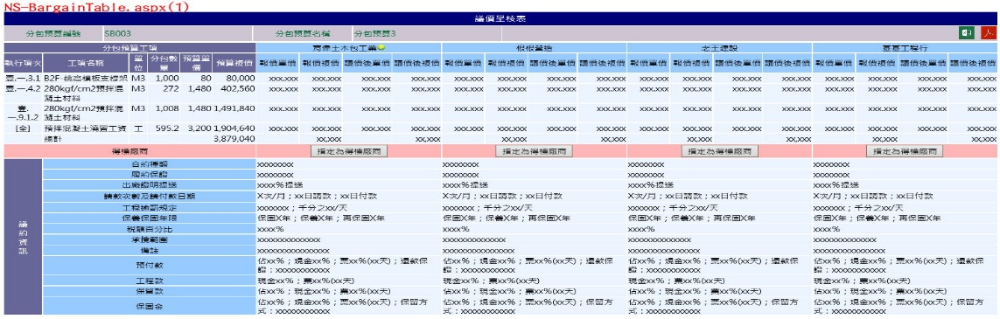 NS-BargainTable.aspx(1)
議價呈核表
分包預算編號 SB003 分包預算名稱 分包預算3
分包預算工項 商偉土木包工業 根根營造 老王建設 基基工程行
執行項次 工項名稱 單位 分包數量 預算單價 預算複價 報價單價 報價複價 議價後單價 議價後複價 報價單價 報價複價 議價後單價 議價後複價 報價單價 報價複價 議價後單價 議價後複價 報價單價 報價複價 議價後單價 議價後複價
壹.一.3.1 B2F-挑高模板支撐架 M3 1,000 80 80,000 xxx,xxx xxx,xxx xxx,xxx xxx,xxx xxx,xxx xxx,xxx xxx,xxx xxx,xxx xxx,xxx xxx,xxx xxx,xxx xxx,xxx xxx,xxx xxx,xxx xxx,xxx xxx,xxx
壹.一.4.2 280kgf/cm2預拌混凝土材料 M3 272 1,480 402,560 xxx,xxx xxx,xxx xxx,xxx xxx,xxx xxx,xxx xxx,xxx xxx,xxx xxx,xxx xxx,xxx xxx,xxx xxx,xxx xxx,xxx xxx,xxx xxx,xxx xxx,xxx xxx,xxx
壹.一.9.1.2 280kgf/cm2預拌混凝土材料 M3 1,008 1,480 1,491,840 xxx,xxx xxx,xxx xxx,xxx xxx,xxx xxx,xxx xxx,xxx xxx,xxx xxx,xxx xxx,xxx xxx,xxx xxx,xxx xxx,xxx xxx,xxx xxx,xxx xxx,xxx xxx,xxx
[全] 預拌混凝土澆置工資 工 595.2 3,200 1,904,640 xxx,xxx xxx,xxx xxx,xxx xxx,xxx xxx,xxx xxx,xxx xxx,xxx xxx,xxx xxx,xxx xxx,xxx xxx,xxx xxx,xxx xxx,xxx xxx,xxx xxx,xxx xxx,xxx
總計 3,879,040 xx,xxx xx,xxx xx,xxx xx,xxx xx,xxx xx,xxx xx,xxx xx,xxx
得標廠商 指定為得標廠商 指定為得標廠商 指定為得標廠商 指定為得標廠商
議約資訊
合約種類 xxxxxxxx xxxxxxxx xxxxxxxx xxxxxxxx
履約保證 xxxxxxxx xxxxxxxx xxxxxxxx xxxxxxxx
出廠證明提送 xxxx%提送 xxxx%提送 xxxx%提送 xxxx%提送
請款次數及請付款日期 X次/月；xx日請款；xx日付款 X次/月；xx日請款；xx日付款 X次/月；xx日請款；xx日付款 X次/月；xx日請款；xx日付款
工程逾罰規定 xxxxxxx；千分之xx/天 xxxxxxx；千分之xx/天 xxxxxxx；千分之xx/天 xxxxxxx；千分之xx/天
保養保固年限 保固X年；保養X年；再保固X年 保固X年；保養X年；再保固X年 保固X年；保養X年；再保固X年 保固X年；保養X年；再保固X年
稅額百分比 xxxx% xxxx% xxxx% xxxx%
承攬範圍 xxxxxxxxxxxxxx xxxxxxxxxxxxxx xxxxxxxxxxxxxx xxxxxxxxxxxxxx
備註 xxxxxxxxxxxxxxx xxxxxxxxxxxxxxx xxxxxxxxxxxxxxx xxxxxxxxxxxxxxx
預付款 佔xx%；現金xx%；票xx%(xx天)；還款保證：xxxxxxxxxxxx 佔xx%；現金xx%；票xx%(xx天)；還款保證：xxxxxxxxxxxx 佔xx%；現金xx%；票xx%(xx天)；還款保證：xxxxxxxxxxxx 佔xx%；現金xx%；票xx%(xx天)；還款保證：xxxxxxxxxxxx
工程款 現金xx%；票xx%(xx天) 現金xx%；票xx%(xx天) 現金xx%；票xx%(xx天) 現金xx%；票xx%(xx天)
保留款 佔xx%；現金xx%；票xx%(xx天) 佔xx%；現金xx%；票xx%(xx天) 佔xx%；現金xx%；票xx%(xx天) 佔xx%；現金xx%；票xx%(xx天)
保固金 佔xx%；現金xx%；票xx%(xx天)；保留方式：xxxxxxxxxxxx 佔xx%；現金xx%；票xx%(xx天)；保留方式：xxxxxxxxxxxx 佔xx%；現金xx%；票xx%(xx天)；保留方式：xxxxxxxxxxxx 佔xx%；現金xx%；票xx%(xx天)；保留方式：xxxxxxxxxxxx